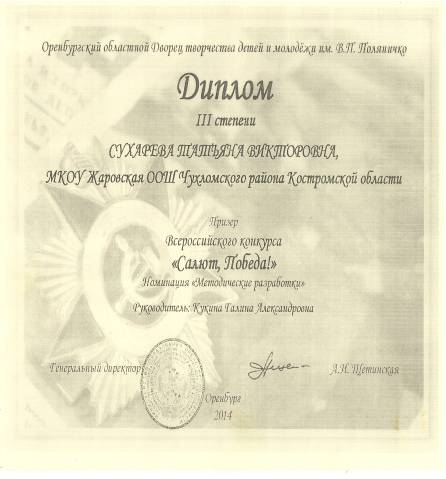 Оренбургский областной Дворец творчества детей и молодёжи им. В.П. Поляничко
Диплом
III степени
СУХАРЕВА ТАТЬЯНА ВИКТОРОВНА,
МКОУ Жаровская ООШ Чухломского района Костромской области
Призер
Всероссийского конкурса
«Салют, Победа!»
Номинация «Методические разработки»
Руководитель: Кукина Галина Александровна
Генеральный директор А.И. Щетинская
Оренбург
2014